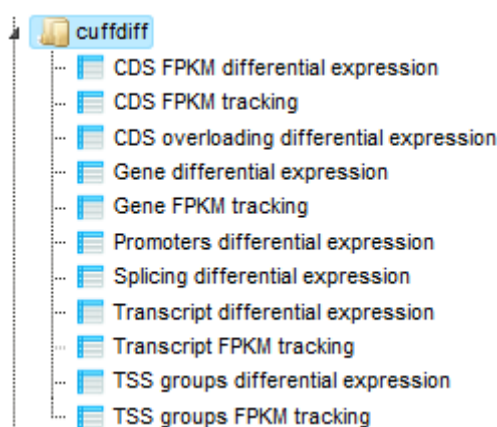 cuffdiff
CDS FPKM differential expression
CDS FPKM tracking
CDS overloading differential expression
Gene differential expression
Gene FPKM tracking
Promoters differential expression
Splicing differential expression
Transcript differential expression
Transcript FPKM tracking
TSS groups differential expression
TSS groups FPKM tracking